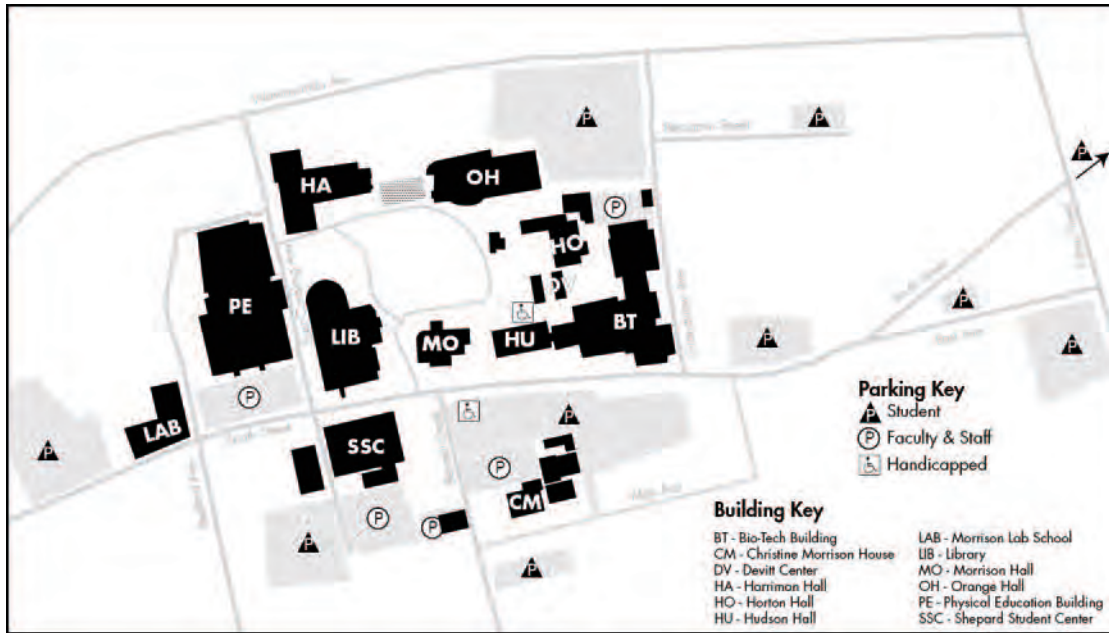 P
P
P
HA
OH
P
HO
PE
DV
P
BT
LIB
MO
HU
P
P
P
P
LAB
SSC
P
P
P
CM
P
P
P
P
Parking Key
P Student
P Faculty & Staff
Handicapped
Building Key
BT - Bio-Tech Building
CM - Christine Morrison House
DV - Devitt Center
HA - Harriman Hall
HO - Horton Hall
HU - Hudson Hall
LAB - Morrison Lab School
LIB - Library
MO - Morrison Hall
OH - Orange Hall
PE - Physical Education Building
SSC - Shepard Student Center